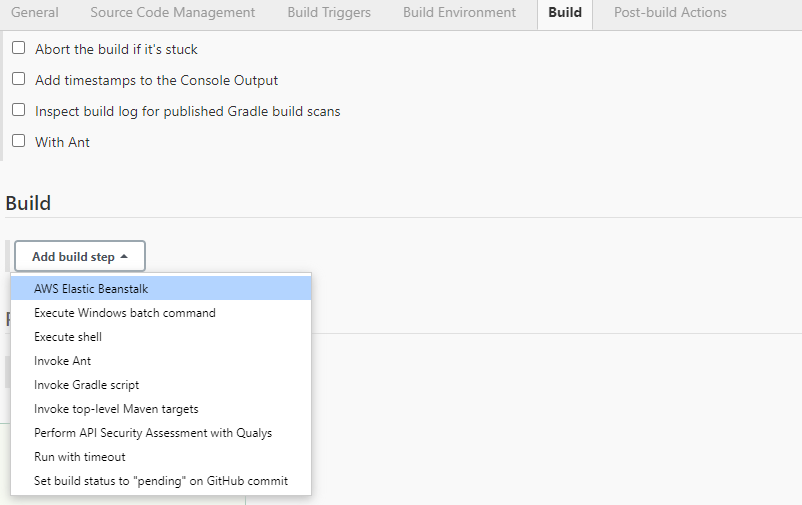 General Source Code Management Build Triggers Build Environment Build Post-build Actions
Abort the build if it's stuck
Add timestamps to the Console Output
Inspect build log for published Gradle build scans
With Ant
Build
Add build step
AWS Elastic Beanstalk
Execute Windows batch command
Execute shell
Invoke Ant
Invoke Gradle script
Invoke top-level Maven targets
Perform API Security Assessment with Qualys
Run with timeout
Set build status to "pending" on GitHub commit